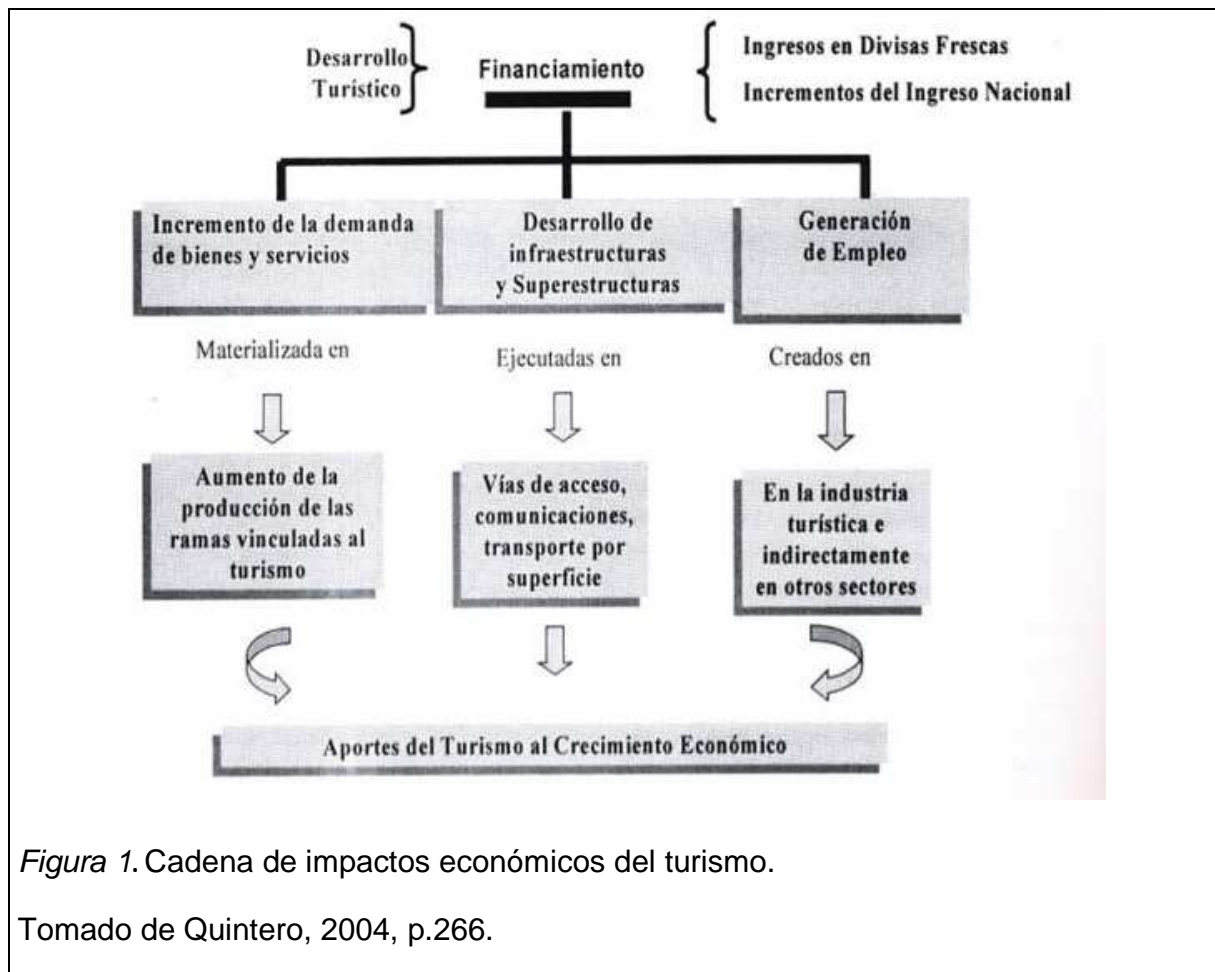 Desarrollo
Turístico
Financiamiento
Ingresos en Divisas Frescas
Incrementos del Ingreso Nacional
Incremento de la demanda
de bienes y servicios
Desarrollo de
infraestructuras
y Superestructuras
Generación
de Empleo
Materializada en
Ejecutadas en
Creados en
Aumento de la
producción de las
ramas vinculadas al
turismo
Vías de acceso,
comunicaciones,
transporte por
superficie
En la industria
turística e
indirectamente
en otros sectores
Aportes del Turismo al Crecimiento Económico
Figura 1. Cadena de impactos económicos del turismo.
Tomado de Quintero, 2004, p.266.